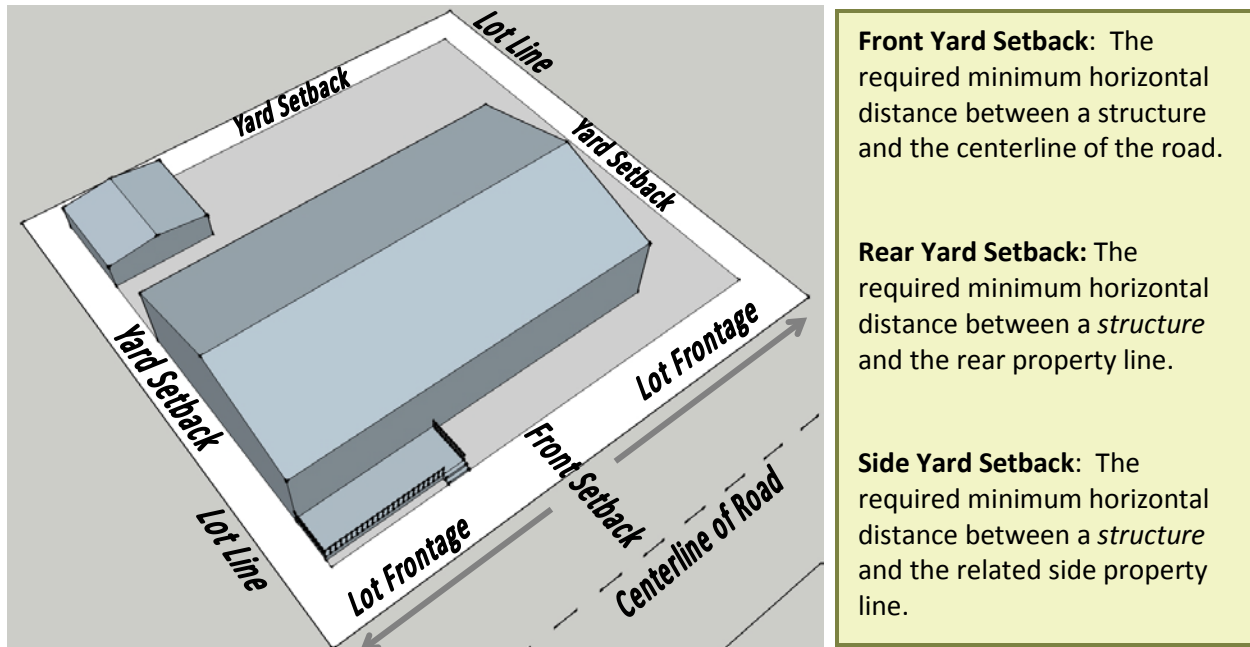 Lot Line
Yard Setback
Yard Setback
Yard Setback
Lot Frontage
Front Setback
Lot Line
Lot Frontage
Centerline of Road
Front Yard Setback: The
required minimum horizontal
distance between a structure
and the centerline of the road.
Rear Yard Setback: The
required minimum horizontal
distance between a structure
and the rear property line.
Side Yard Setback: The
required minimum horizontal
distance between a structure
and the related side property
line.